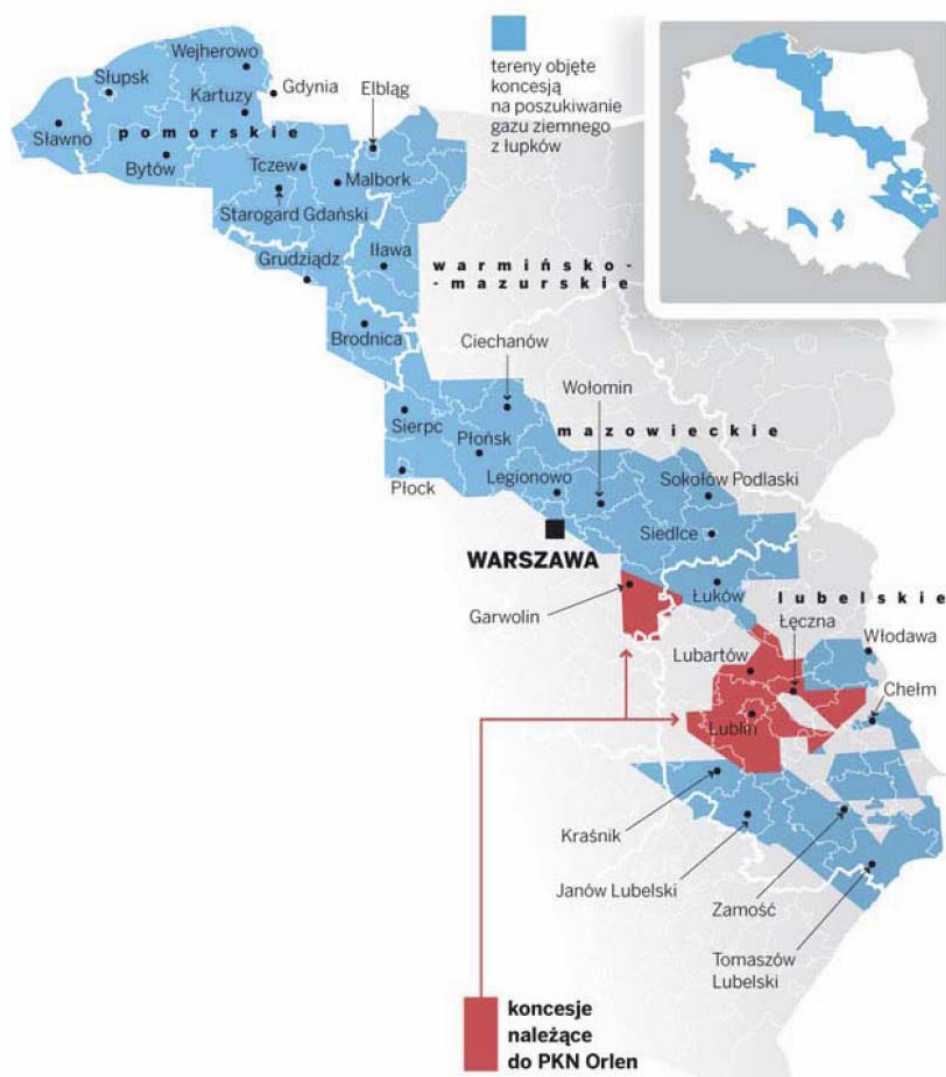 Wejherowo
Słupsk
Gdynia
Elbląg
Kartuzy
Sławno
pomorskie
Bytów
Tczew
Malbork
Starogard Gdański
tereny objęte
koncesją
na poszukiwanie
gazu ziemnego
z łupków
Grudziądz
Iława
warmińsko-
-mazurskie
Brodnica
Ciechanów
Wołomin
Sierpc
Płońsk
mazowieckie
Płock
Legionowo
Sokołów Podlaski
Siedlce
WARSZAWA
Garwolin
Łuków
lubelskie
Łęczna
Włodawa
Lubartów
Chełm
Łublin
Kraśnik
Janów Lubelski
Zamość
Tomaszów
Lubelski
koncesje
należące
do PKN Orlen